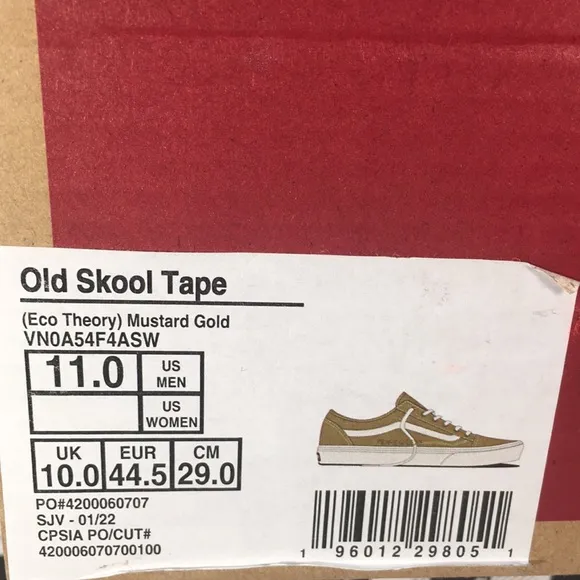 Old Skool Tape
(Eco Theory) Mustard Gold
VN0A54F4ASW
11.0 US MEN
US WOMEN
UK EUR CM
10.0 44.5 29.0
PO#4200060707
SJV - 01/22
CPSIA PO/CUT#
420006070700100
1 96012 29805 1